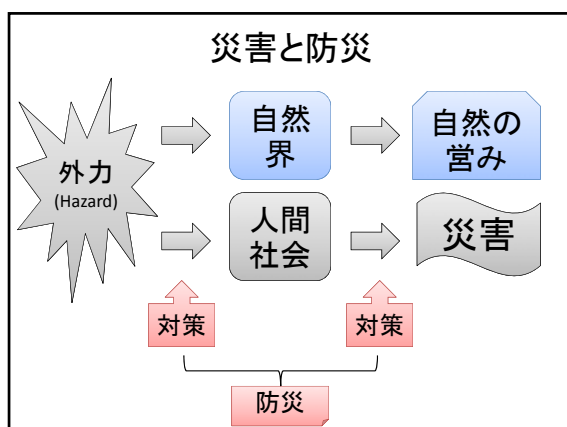 災害と防災
外力
(Hazard)
自然
界
自然の
営み
人間
社会
災害
対策
対策
防災